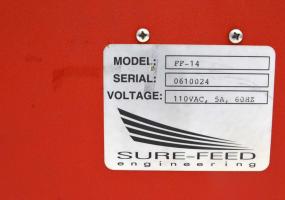 MODEL: FF-14
SERIAL: 0610024
VOLTAGE: 110VAC, 5A, 60HZ
SURE-FEED
engineering